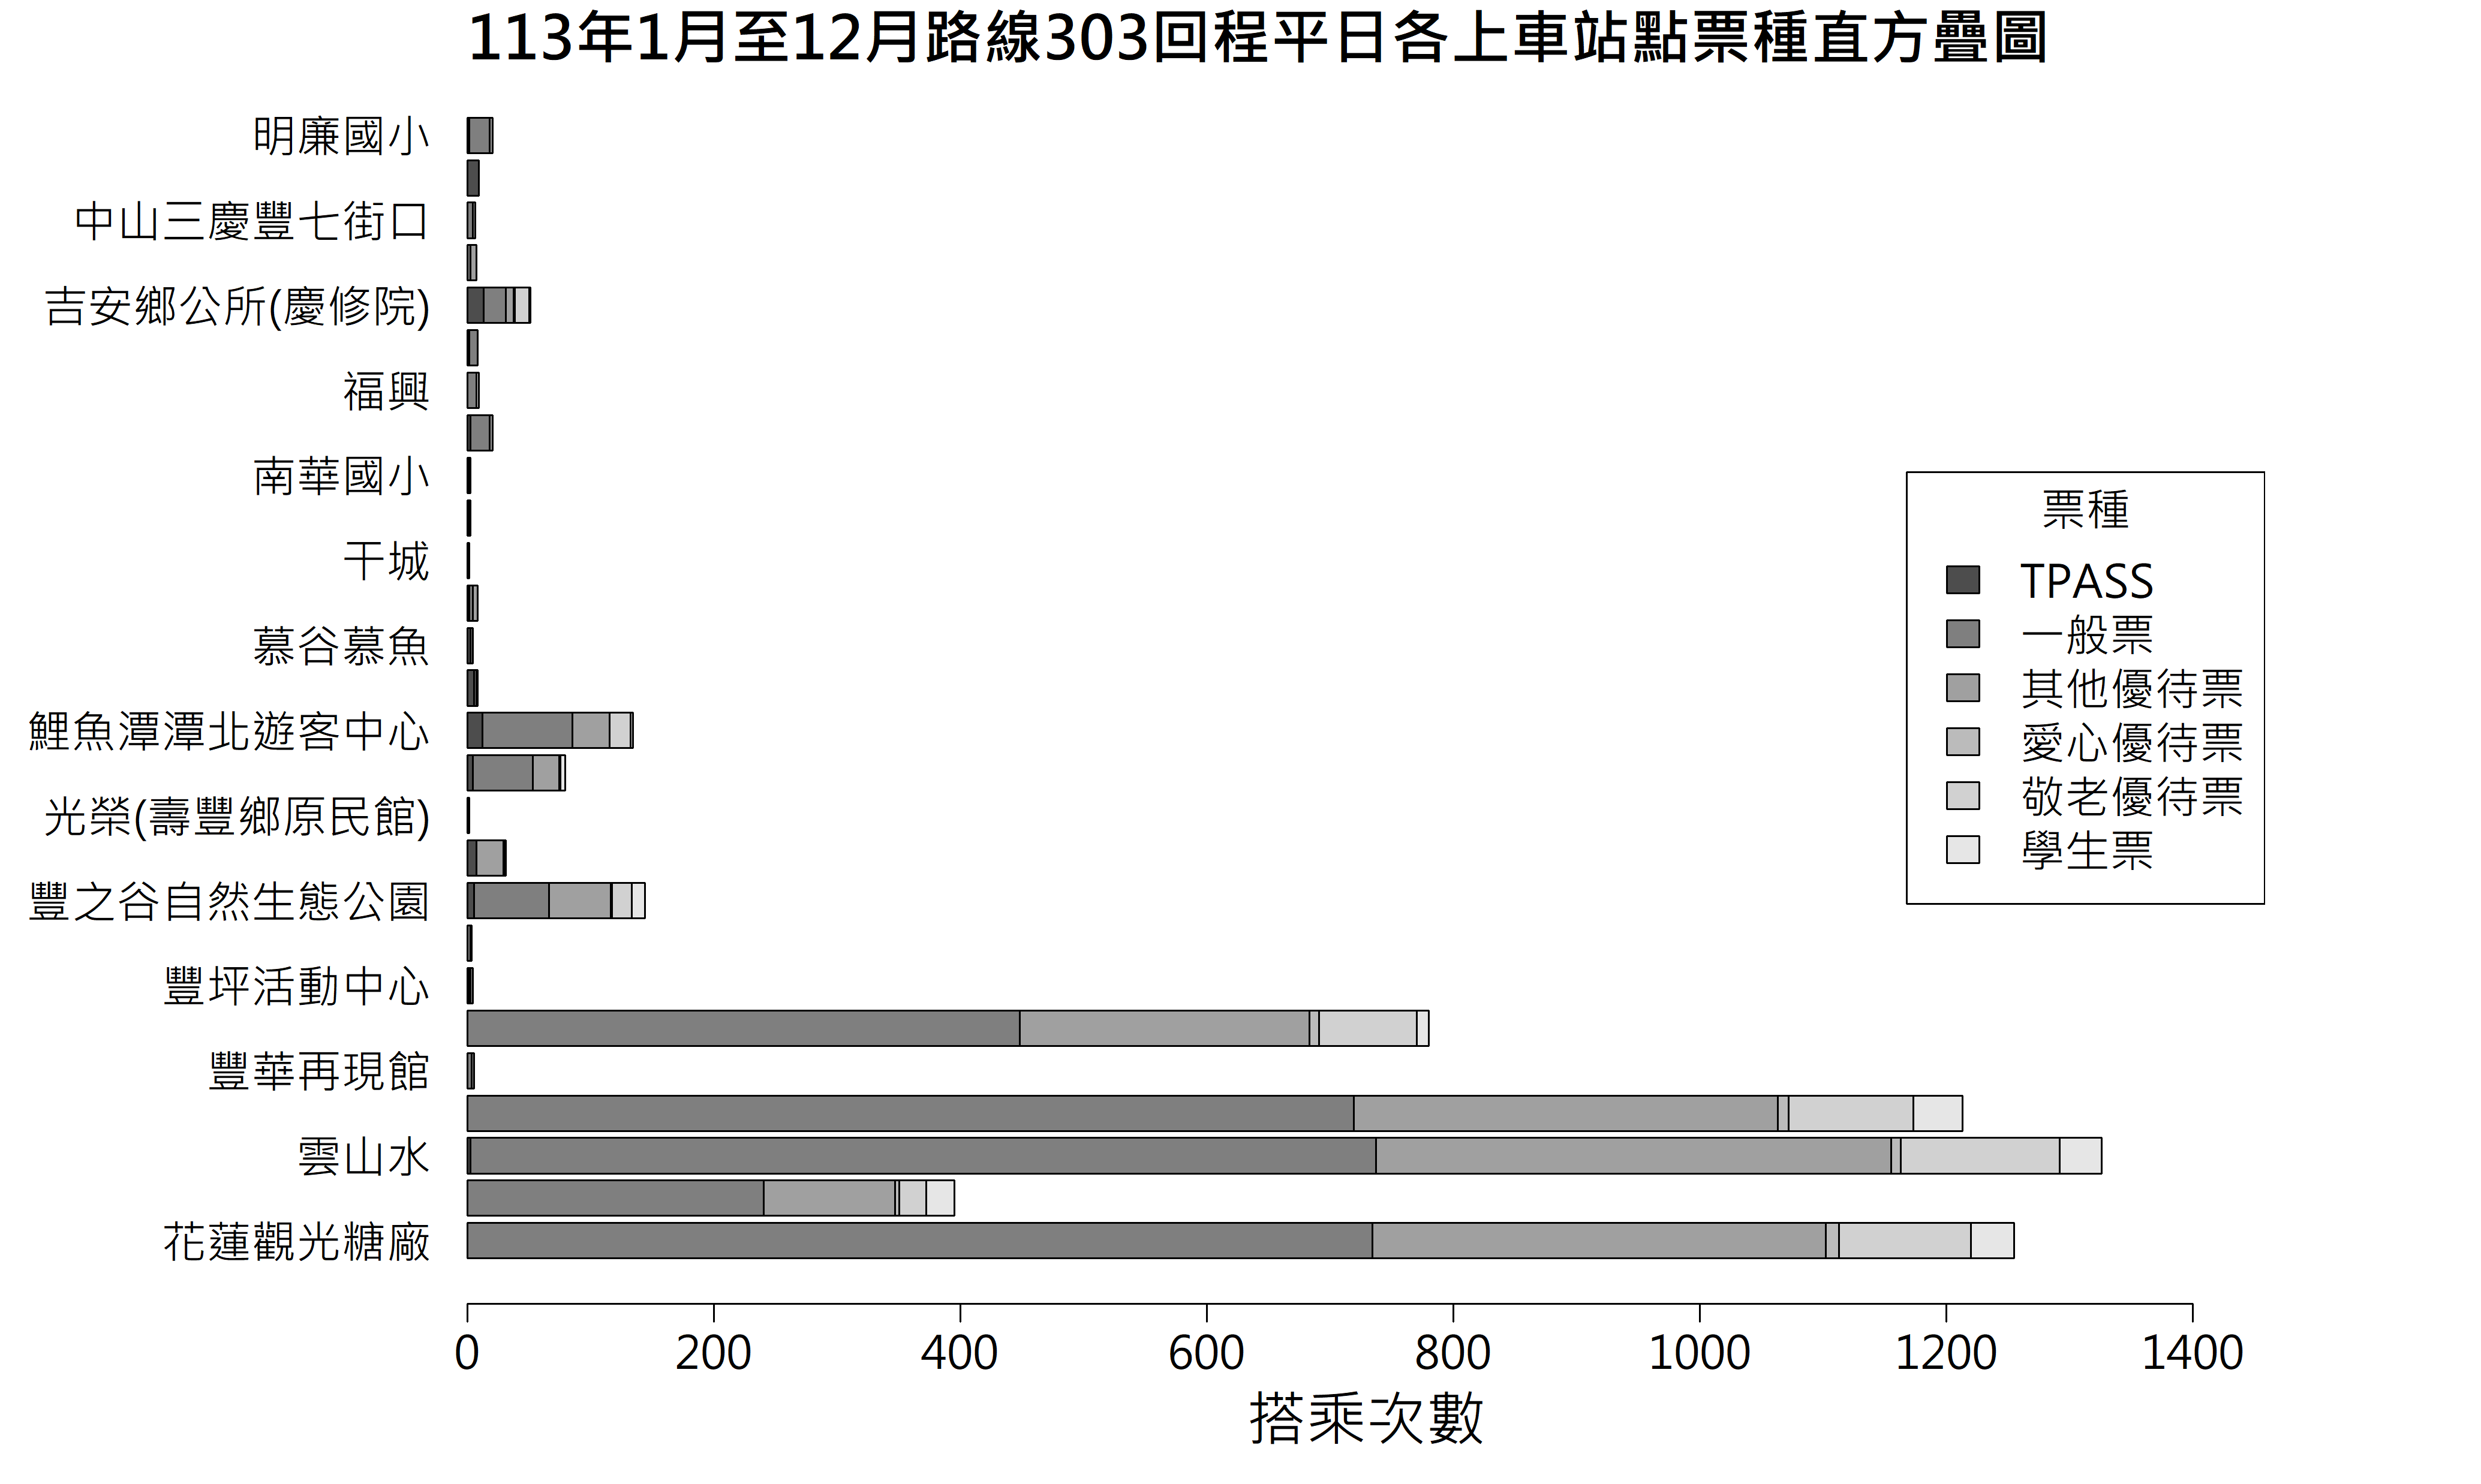 113年1月至12月路線303回程平日各上車站點票種直方疊圖
明廉國小
中山三慶豐七街口
吉安鄉公所(慶修院)
福興
南華國小
干城
慕谷慕魚
鯉魚潭潭北遊客中心
光榮(壽豐鄉原民館)
豐之谷自然生態公園
豐坪活動中心
豐華再現館
雲山水
花蓮觀光糖廠
票種
TPASS
一般票
其他優待票
愛心優待票
敬老優待票
學生票
0 200 400 600 800 1000 1200 1400
搭乘次數